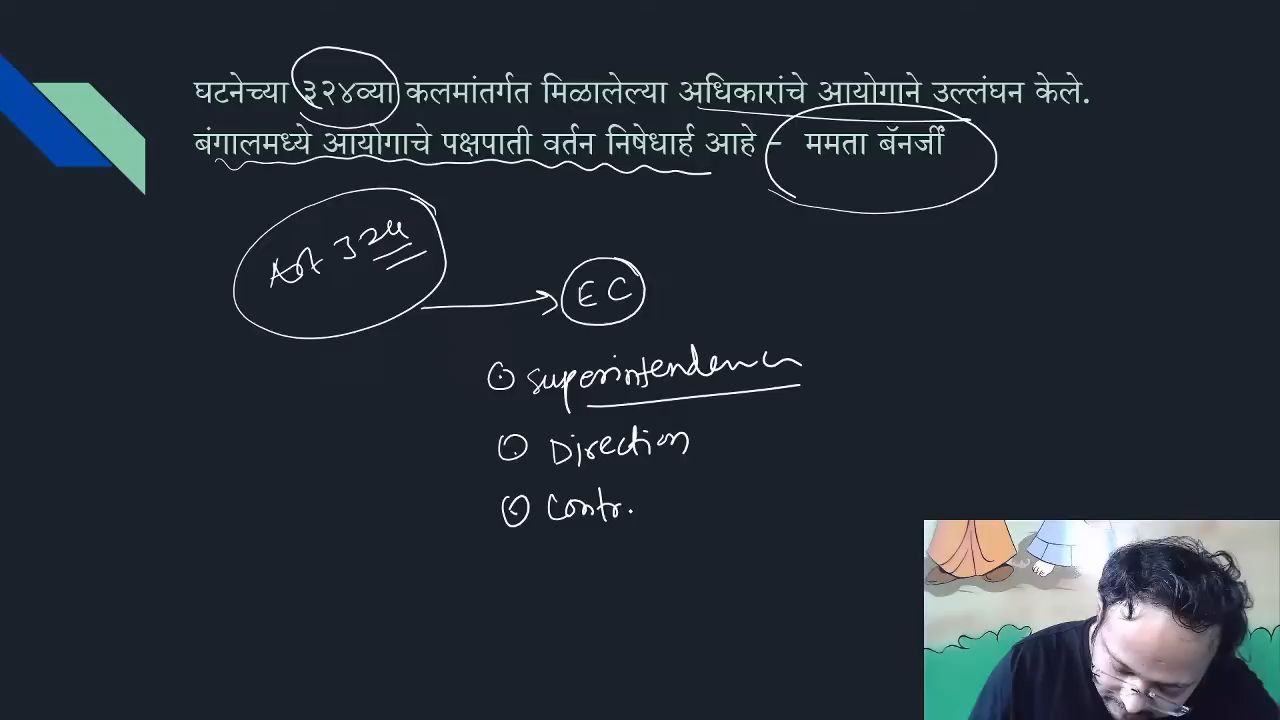 घटनेच्या ३२४व्या कलमांतर्गत मिळालेल्या अधिकारांचे आयोगाने उल्लंघन केले.
बंगालमध्ये आयोगाचे पक्षपाती वर्तन निषेधार्ह आहे - ममता बॅनर्जीं
Art 324
EC
Superintendence
Direction
Contr.